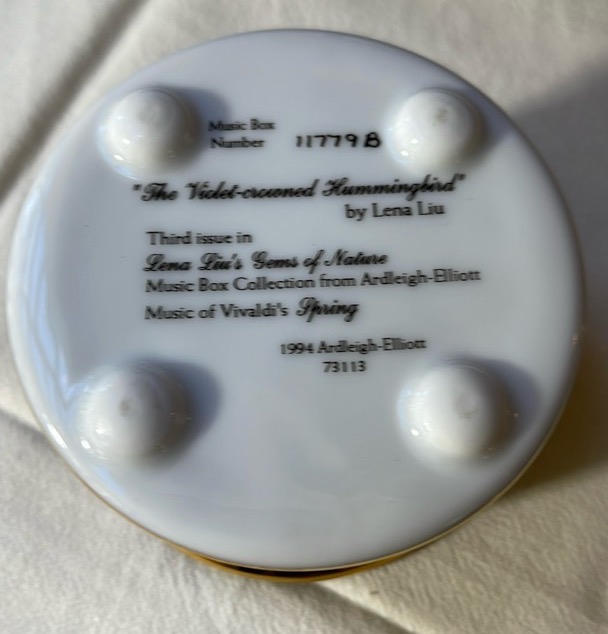 Music Box
Number 11779B
"The Violet-crowned Hummingbird"
by Lena Liu
Third issue in
Lena Liu's Gems of Nature
Music Box Collection from Ardleigh-Elliott
Music of Vivaldi's Spring
1994 Ardleigh-Elliott
73113